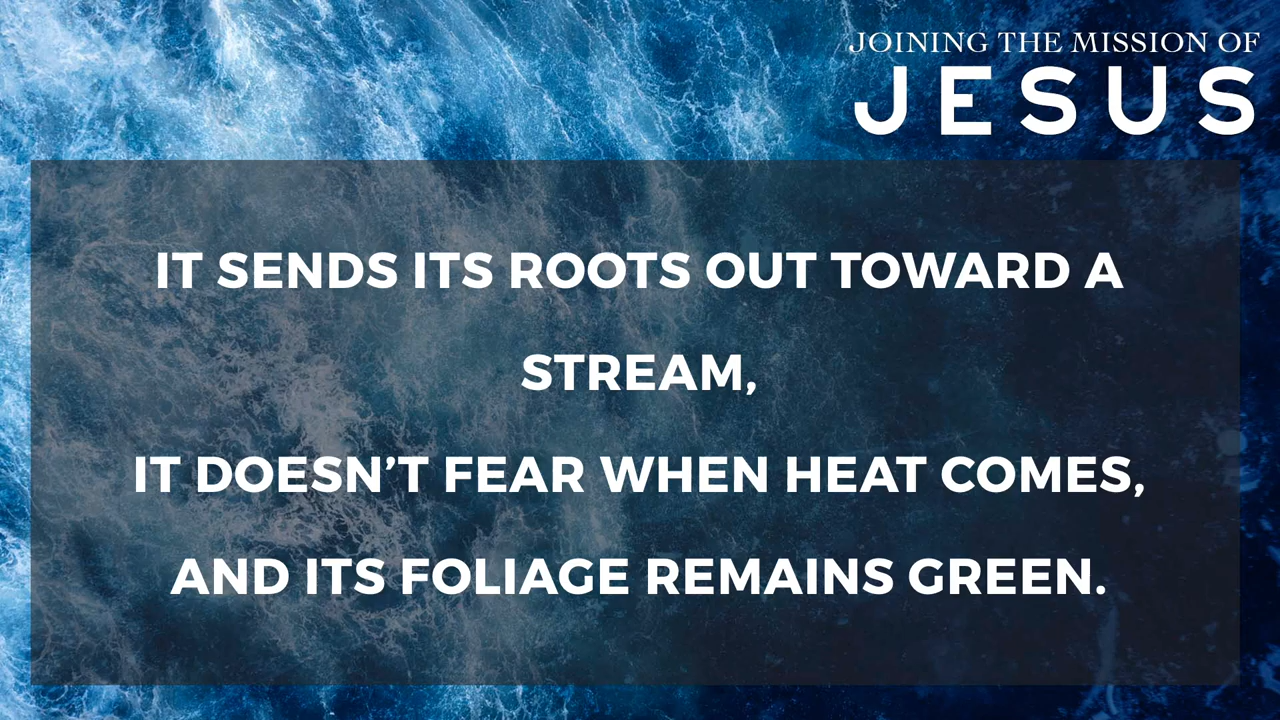 JOINING THE MISSION OF
JESUS
IT SENDS ITS ROOTS OUT TOWARD A
STREAM,
IT DOESN’T FEAR WHEN HEAT COMES,
AND ITS FOLIAGE REMAINS GREEN.